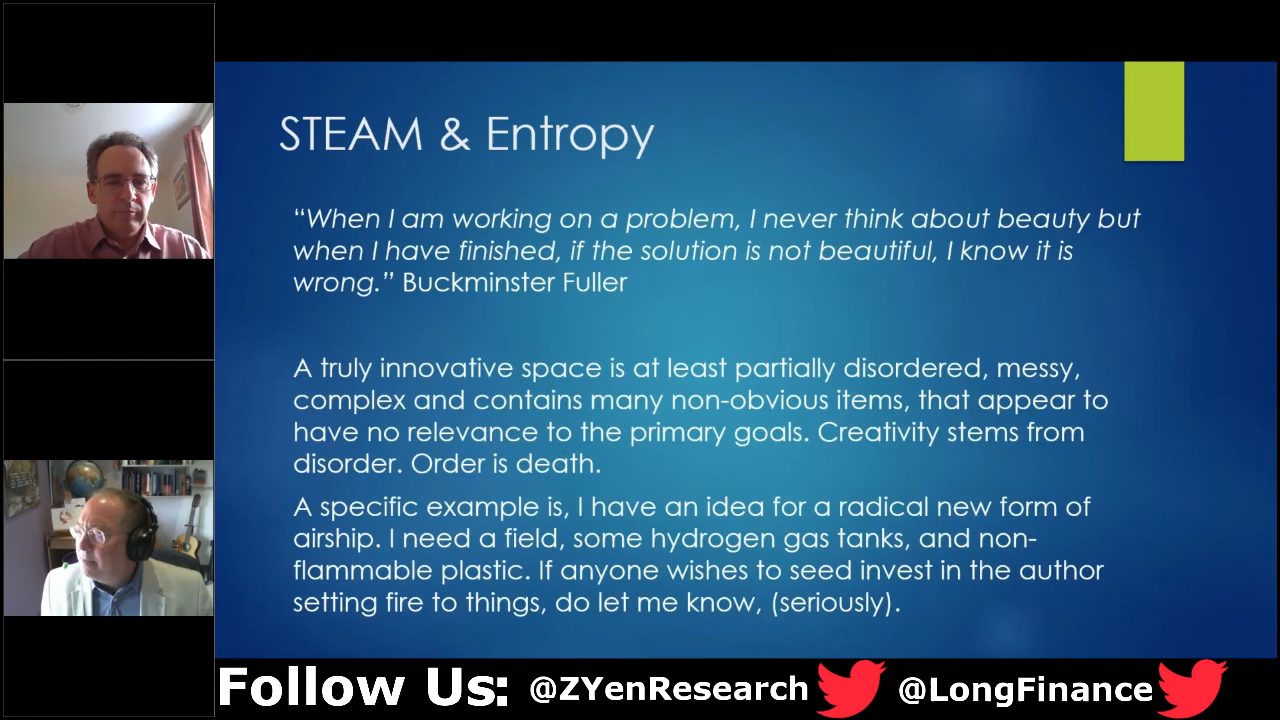 STEAM & Entropy
“When I am working on a problem, I never think about beauty but
when I have finished, if the solution is not beautiful, I know it is
wrong.” Buckminster Fuller
A truly innovative space is at least partially disordered, messy,
complex and contains many non-obvious items, that appear to
have no relevance to the primary goals. Creativity stems from
disorder. Order is death.
A specific example is, I have an idea for a radical new form of
airship. I need a field, some hydrogen gas tanks, and non-
flammable plastic. If anyone wishes to seed invest in the author
setting fire to things, do let me know, (seriously).
Follow Us: @ZYenResearch @LongFinance